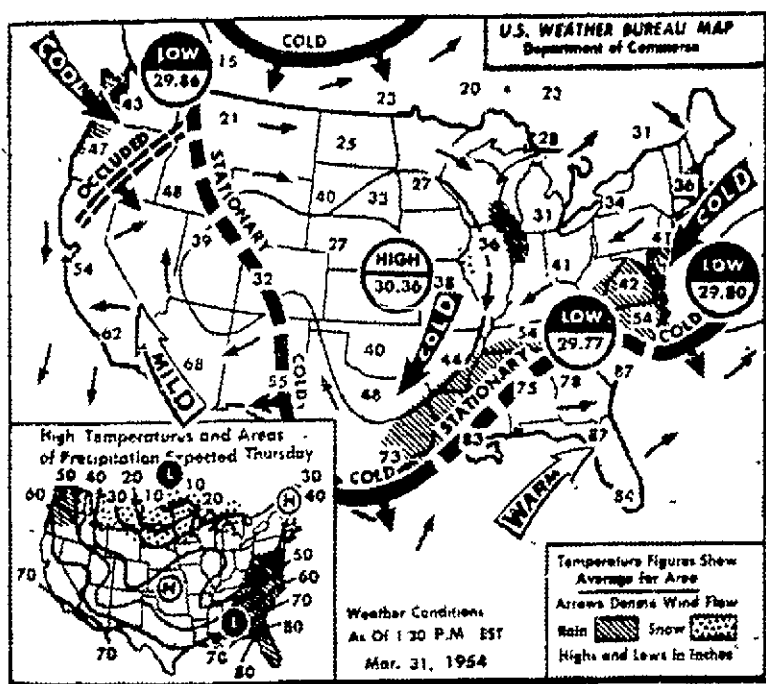 U.S. WEATHER BUREAU MAP
Department of Commerce
COLD
LOW
29.86
COOL
15
43
23
20
22
21
47
OCCLUDED
STATIONARY
25
28
31
48
40
33
27
31
34
36
COLD
39
27
36
41
54
32
HIGH
30.36
38
COLD
41
42
LOW
29.80
62
MILD
68
40
44
54
LOW
29.77
54
COLD
55
COLD
48
STATIONARY
75
78
87
73
COLD
83
87
WARM
84
High Temperatures and Areas
of Precipitation Expected Thursday
60
50
40
20
30
10
L
10
20
30
H
40
70
H
50
60
70
L
80
70
70
80
Weather Conditions
As Of 1:30 P.M EST
Mar. 31, 1954
Temperature Figures Show
Average for Area
Arrows Denote Wind Flow
Rain
Snow
Highs and Lows In Inches